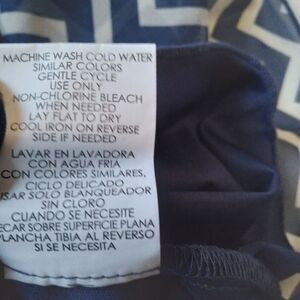 MACHINE WASH COLD WATER
SIMILAR COLORS
GENTLE CYCLE
USE ONLY
NON-CHLORINE BLEACH
WHEN NEEDED
LAY FLAT TO DRY
COOL IRON ON REVERSE
SIDE IF NEEDED
LAVAR EN LAVADORA
CON AGUA FRIA
CON COLORES SIMILARES.
CICLO DELICADO
USAR SOLO BLANQUEADOR
SIN CLORO
CUANDO SE NECESITE
SECAR SOBRE SUPERFICIE PLANA
PLANCHA TIBIA AL REVERSO
SI SE NECESITA